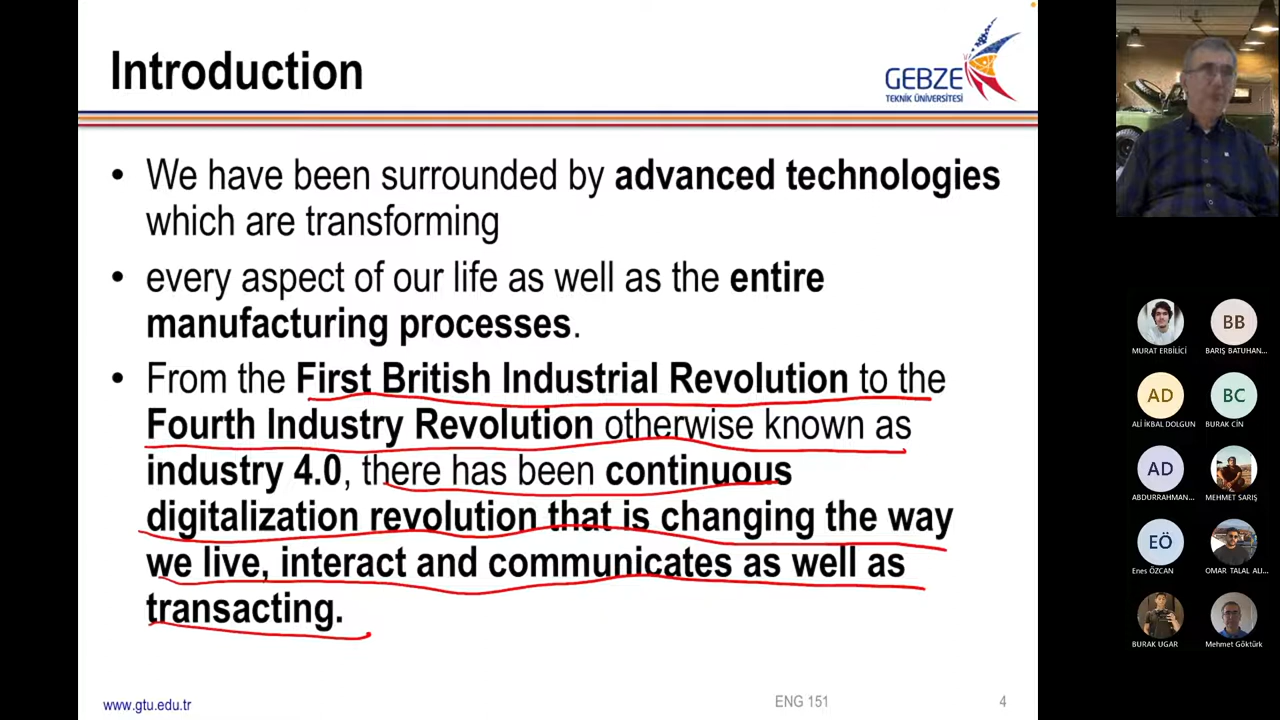 Introduction
GEBZE
TEKNİK ÜNİVERSİTESİ
• We have been surrounded by advanced technologies
which are transforming
• every aspect of our life as well as the entire
manufacturing processes.
• From the First British Industrial Revolution to the
Fourth Industry Revolution otherwise known as
industry 4.0, there has been continuous
digitalization revolution that is changing the way
we live, interact and communicates as well as
transacting.
www.gtu.edu.tr
ENG 151
4
BB
MURAT ERBİLİCİ
BARIŞ BATUHAN...
AD
BC
ALİ İKBAL DOLGUN
BURAK CİN
AD
ABDURRAHMAN...
MEHMET SARIŞ
EÖ
Enes ÖZCAN
OMAR TALAL ALI...
BURAK UGAR
Mehmet Göktürk